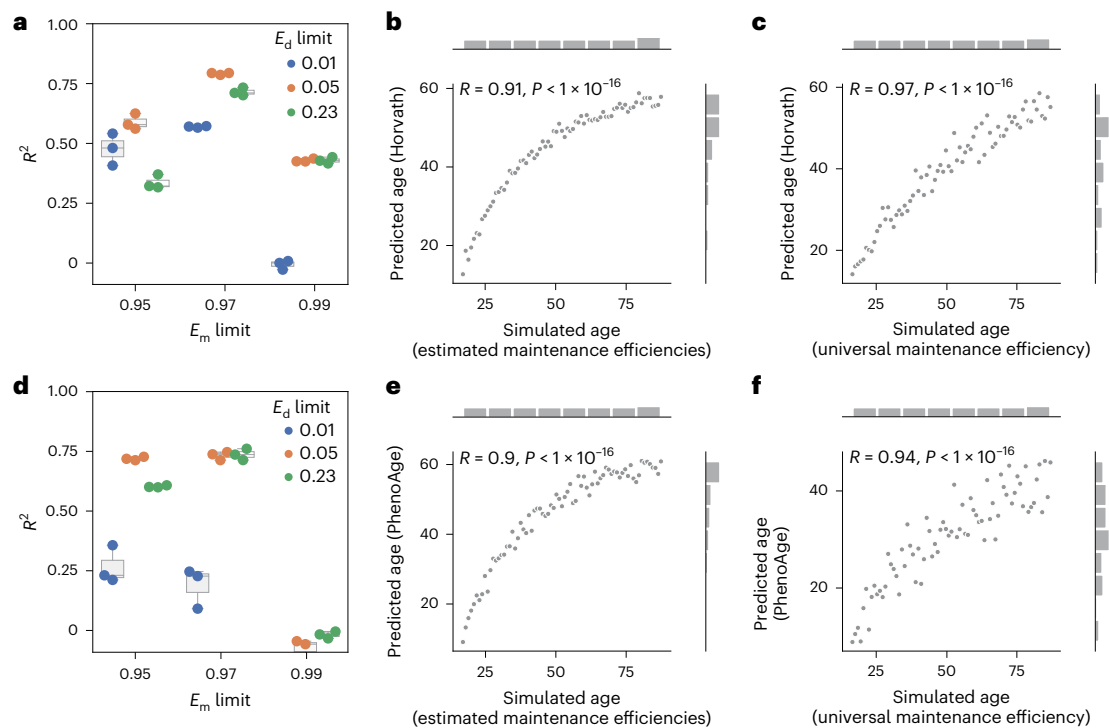 a
1.00
0.75
0.50
0.25
0
R²
E_d limit
0.01
0.05
0.23
0.95
0.97
0.99
E_m limit
b
R = 0.91, P < 1 × 10⁻¹⁶
60
40
20
Predicted age (Horvath)
25
50
75
Simulated age
(estimated maintenance efficiencies)
c
R = 0.97, P < 1 × 10⁻¹⁶
60
40
20
Predicted age (Horvath)
25
50
75
Simulated age
(universal maintenance efficiency)
d
1.00
0.75
0.50
0.25
0
R²
E_d limit
0.01
0.05
0.23
0.95
0.97
0.99
E_m limit
e
R = 0.9, P < 1 × 10⁻¹⁶
60
40
20
Predicted age (PhenoAge)
25
50
75
Simulated age
(estimated maintenance efficiencies)
f
R = 0.94, P < 1 × 10⁻¹⁶
40
20
Predicted age
(PhenoAge)
25
50
75
Simulated age
(universal maintenance efficiency)